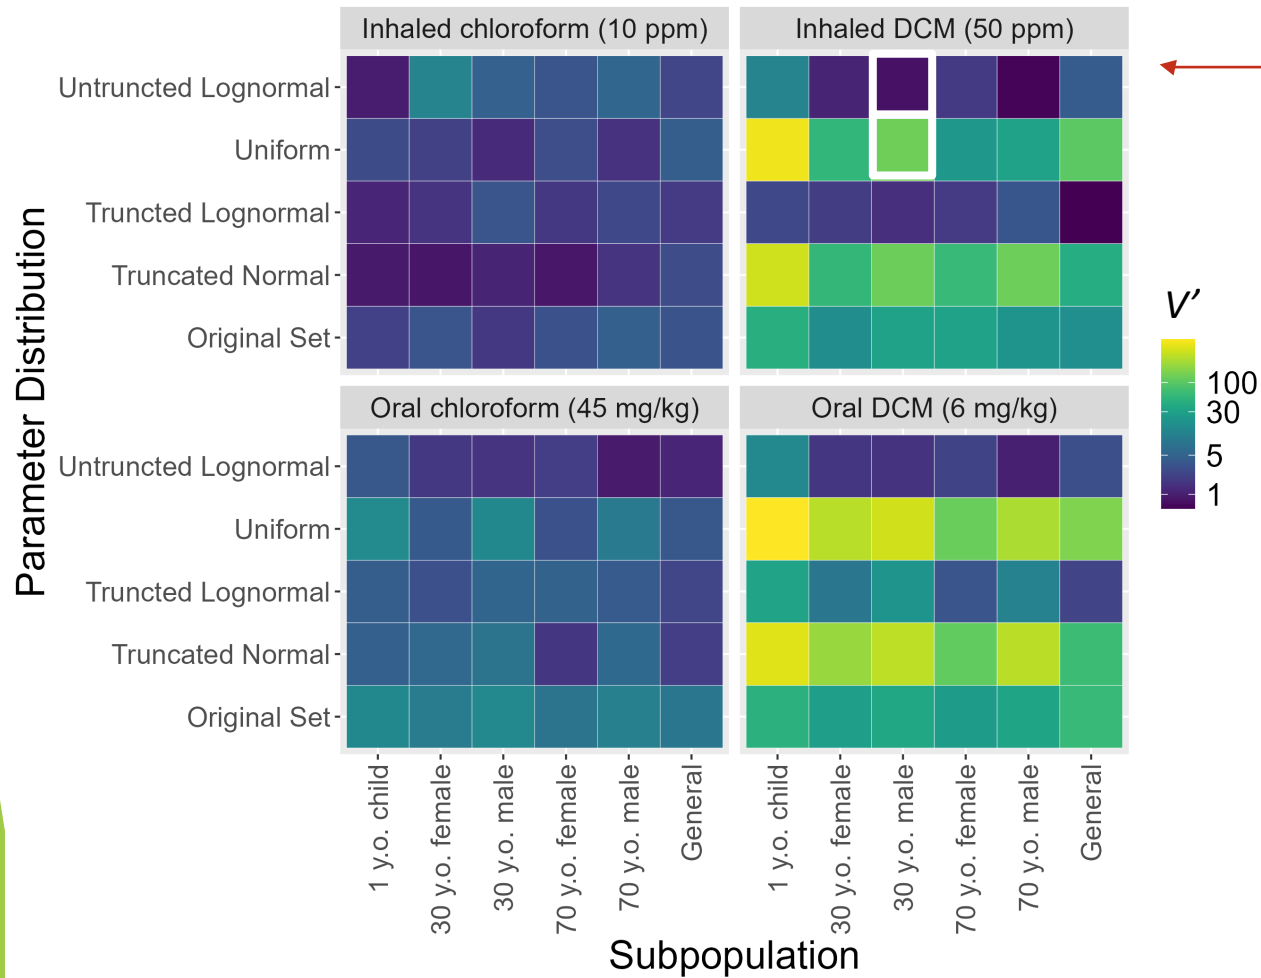 Inhaled chloroform (10 ppm)
Inhaled DCM (50 ppm)
Untruncted Lognormal
Uniform
Truncted Lognormal
Truncated Normal
Original Set
Oral chloroform (45 mg/kg)
Oral DCM (6 mg/kg)
Untruncted Lognormal
Uniform
Truncted Lognormal
Truncated Normal
Original Set
Parameter Distribution
1 y.o. child
30 y.o. female
30 y.o. male
70 y.o. female
70 y.o. male
General
1 y.o. child
30 y.o. female
30 y.o. male
70 y.o. female
70 y.o. male
General
Subpopulation
V’
100
30
5
1